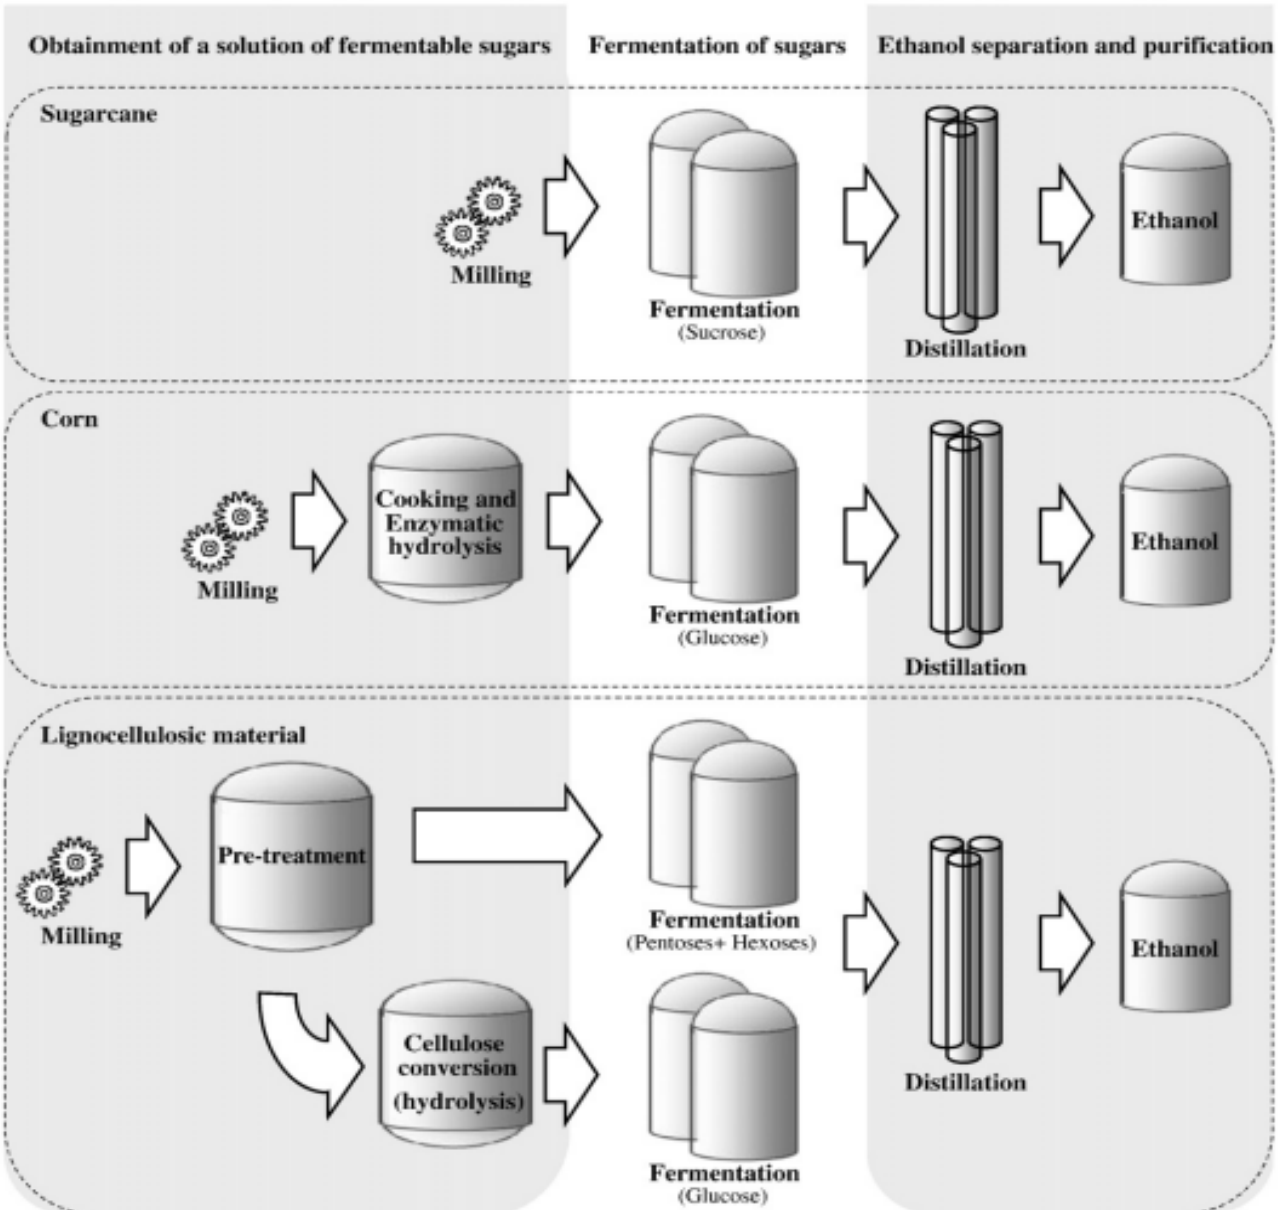 Obtainment of a solution of fermentable sugars
Fermentation of sugars
Ethanol separation and purification
Sugarcane
Milling
Fermentation
(Sucrose)
Distillation
Ethanol
Corn
Milling
Cooking and
Enzymatic
hydrolysis
Fermentation
(Glucose)
Distillation
Ethanol
Lignocellulosic material
Milling
Pre-treatment
Fermentation
(Pentoses+ Hexoses)
Cellulose
conversion
(hydrolysis)
Fermentation
(Glucose)
Distillation
Ethanol